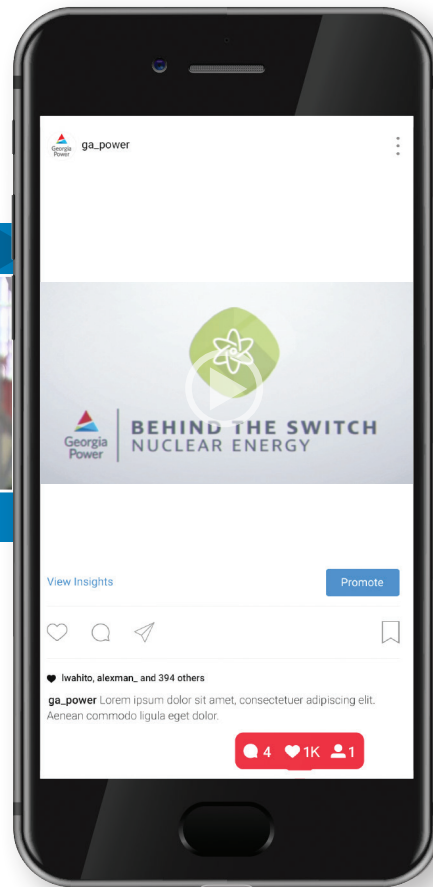 Georgia
Power
ga_power
BEHIND THE SWITCH
NUCLEAR ENERGY
Georgia
Power
View Insights
Promote
lwahito, alexman_ and 394 others
ga_power Lorem ipsum dolor sit amet, consectetuer adipiscing elit.
Aenean commodo ligula eget dolor.
4 1K 1